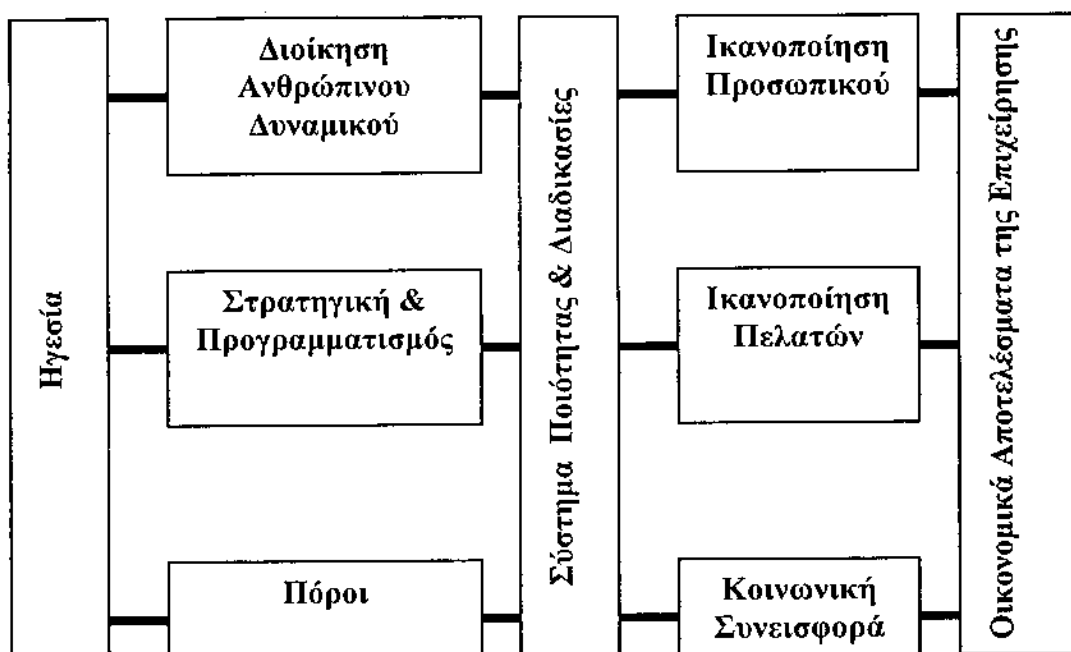 Ηγεσία
Διοίκηση
Ανθρώπινου
Δυναμικού
Στρατηγική &
Προγραμματισμός
Πόροι
Σύστημα Ποιότητας & Διαδικασίες
Ικανοποίηση
Προσωπικού
Ικανοποίηση
Πελατών
Κοινωνική
Συνεισφορά
Οικονομικά Αποτελέσματα της Επιχείρησης